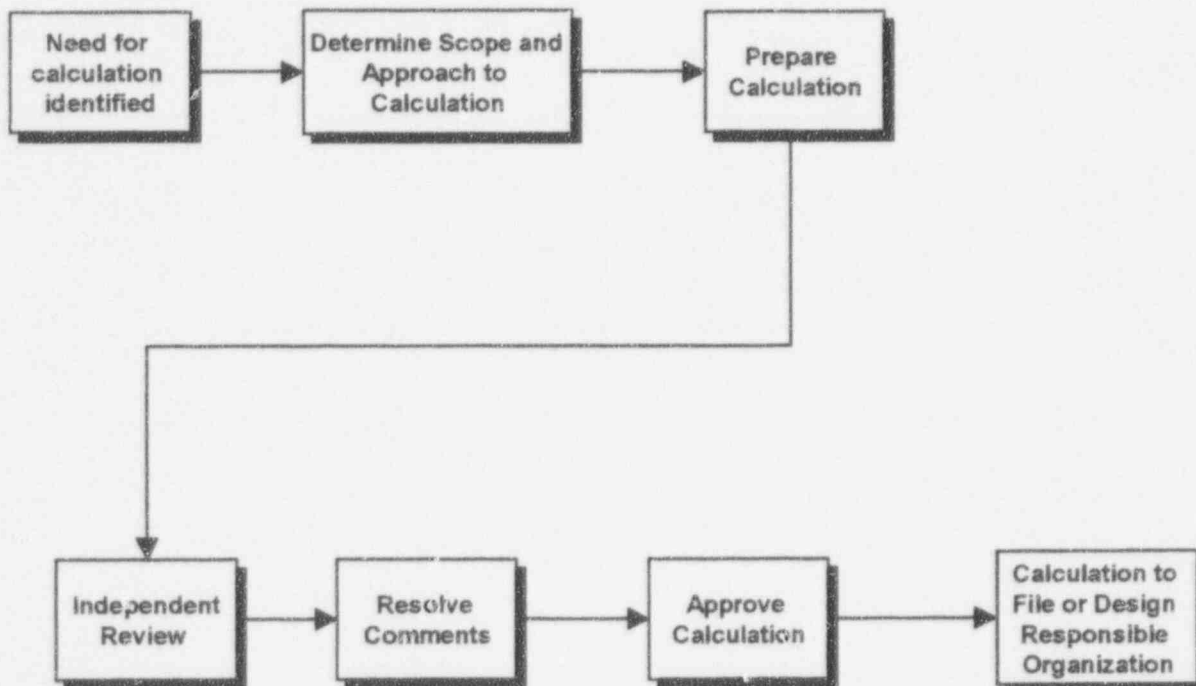 Need for
calculation
identified
Determine Scope and
Approach to
Calculation
Prepare
Calculation
Independent
Review
Resolve
Comments
Approve
Calculation
Calculation to
File or Design
Responsible
Organization